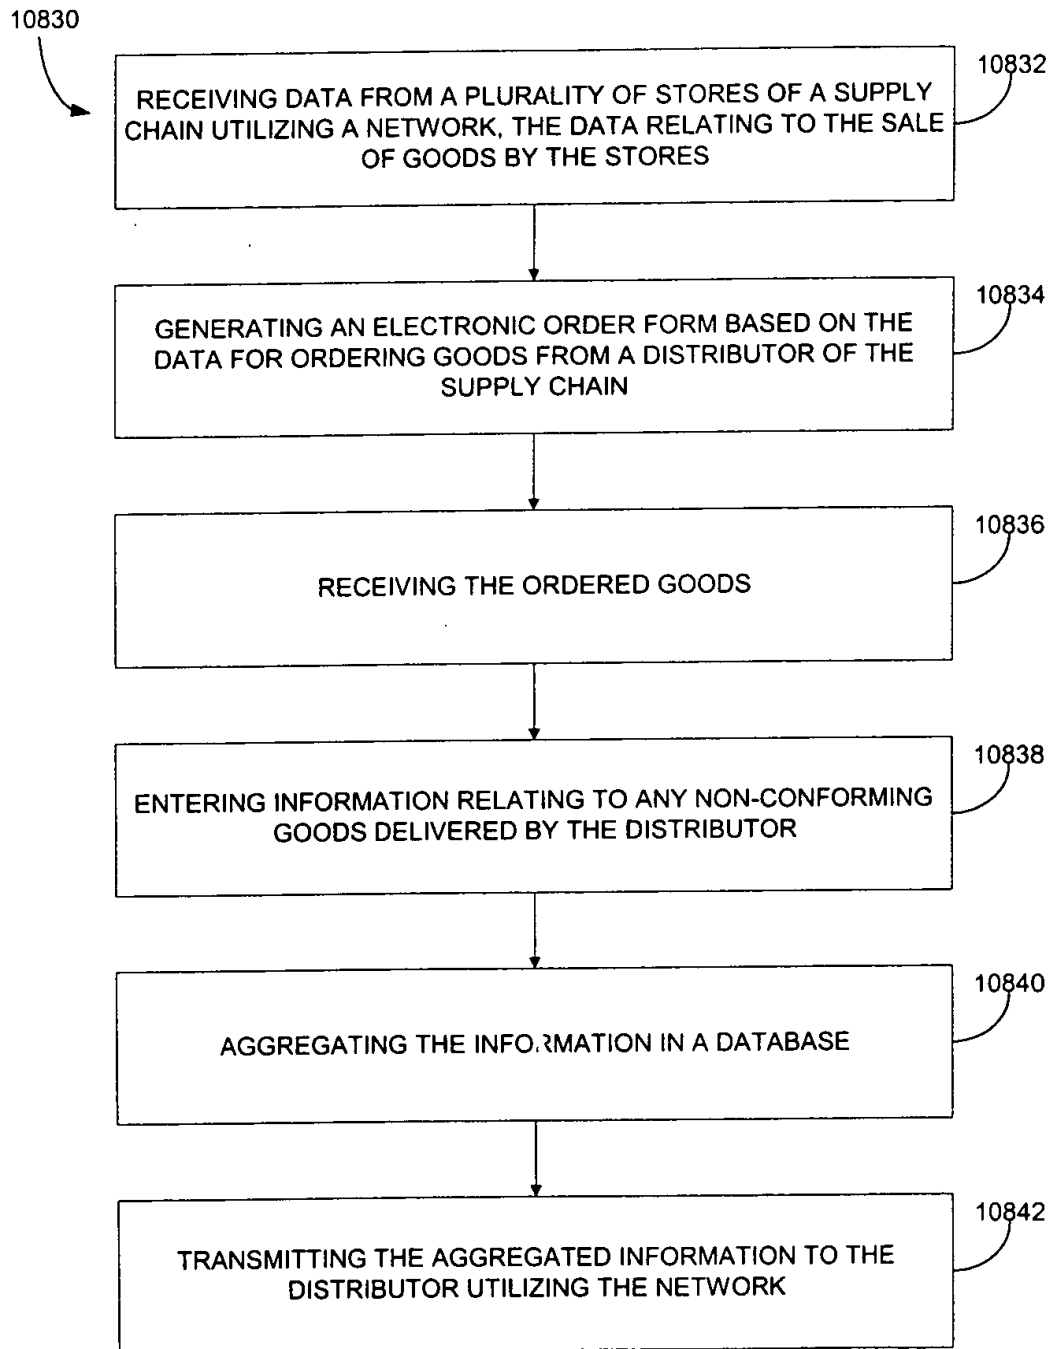 10830
10832
RECEIVING DATA FROM A PLURALITY OF STORES OF A SUPPLY
CHAIN UTILIZING A NETWORK, THE DATA RELATING TO THE SALE
OF GOODS BY THE STORES
10834
GENERATING AN ELECTRONIC ORDER FORM BASED ON THE
DATA FOR ORDERING GOODS FROM A DISTRIBUTOR OF THE
SUPPLY CHAIN
10836
RECEIVING THE ORDERED GOODS
10838
ENTERING INFORMATION RELATING TO ANY NON-CONFORMING
GOODS DELIVERED BY THE DISTRIBUTOR
10840
AGGREGATING THE INFORMATION IN A DATABASE
10842
TRANSMITTING THE AGGREGATED INFORMATION TO THE
DISTRIBUTOR UTILIZING THE NETWORK